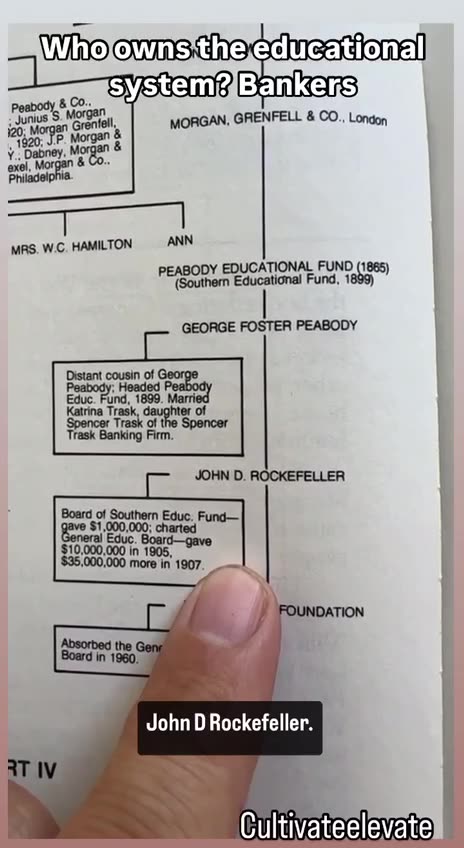 Who owns the educational
system? Bankers
Peabody & Co.,
Junius S. Morgan
Morgan Grenfell,
1920; J.P. Morgan &
Dabney, Morgan &
Morgan & Co.,
Philadelphia.
MORGAN, GRENFELL & CO., London
MRS. W.C. HAMILTON
ANN
PEABODY EDUCATIONAL FUND (1865)
(Southern Educational Fund, 1899)
GEORGE FOSTER PEABODY
Distant cousin of George
Peabody; Headed Peabody
Educ. Fund, 1899. Married
Katrina Trask, daughter of
Spencer Trask of the Spencer
Trask Banking Firm.
JOHN D. ROCKEFELLER
Board of Southern Educ. Fund—
gave $1,000,000; charted
General Educ. Board—gave
$10,000,000 in 1905,
$35,000,000 more in 1907.
FOUNDATION
Absorbed the
Board in 1960.
John D Rockefeller.
RT IV
Cultivateelevate